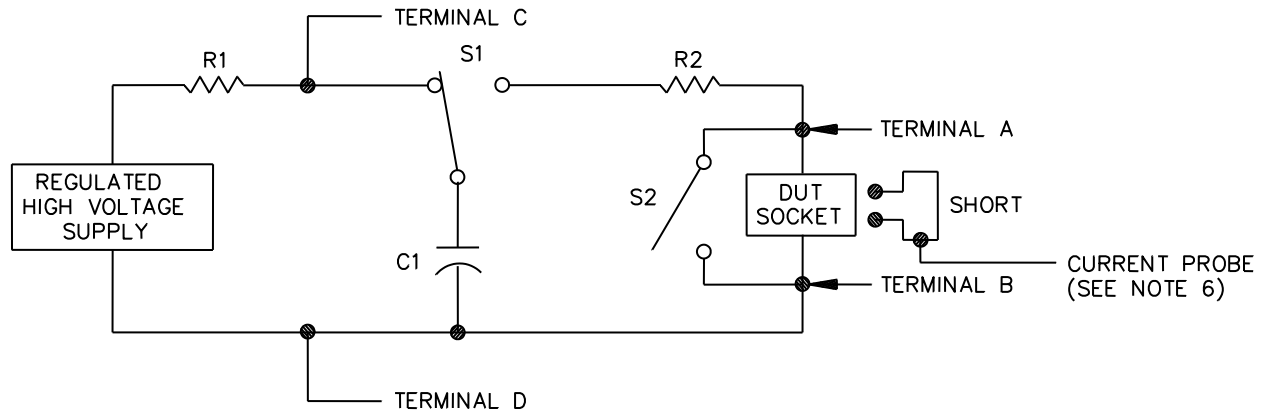 TERMINAL C
S1
R1
R2
TERMINAL A
REGULATED
HIGH VOLTAGE
SUPPLY
S2
DUT
SOCKET
SHORT
C1
CURRENT PROBE
(SEE NOTE 6)
TERMINAL B
TERMINAL D